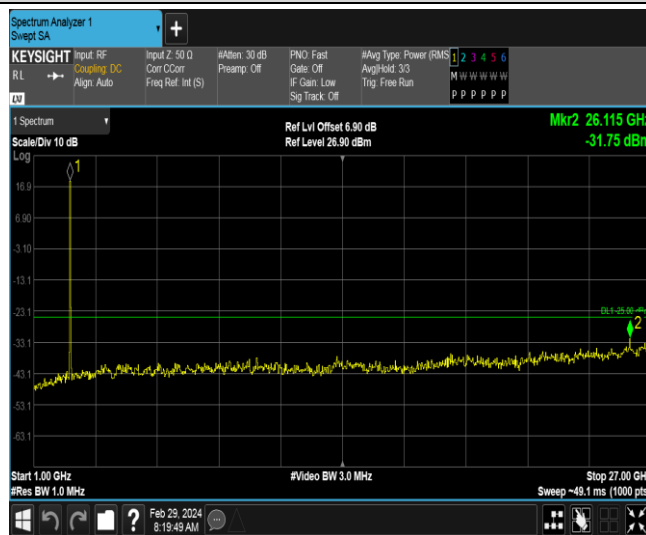 Spectrum Analyzer 1
Swept SA
+
KEYSIGHT Input: RF Input Z: 50 Ω #Atten: 30 dB PNO: Fast #Avg Type: Power (RMS 1 2 3 4 5 6
RL Coupling: DC Corr CCorr Preamp: Off Gate: Off Avg|Hold: 3/3 M W W W W W
Align: Auto Freq Ref: Int (S) IF Gain: Low Trig: Free Run
LXI Sig Track: Off P P P P P P
1 Spectrum Ref Lvl Offset 6.90 dB Mkr2 26.115 GHz
Scale/Div 10 dB Ref Level 26.90 dBm -31.75 dBm
Log
1
16.9
6.90
-3.10
-13.1
-23.1
DL1 -25.00
2
-33.1
-43.1
-53.1
-63.1
Start 1.00 GHz #Video BW 3.0 MHz Stop 27.00 GHz
#Res BW 1.0 MHz Sweep ~49.1 ms (1000 pts
? Feb 29, 2024
8:19:49 AM